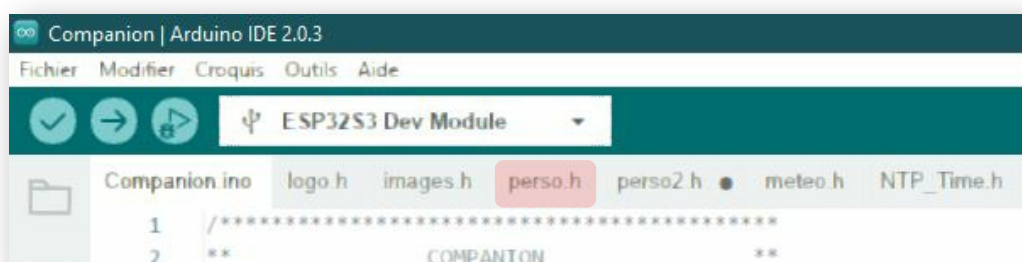 Companion | Arduino IDE 2.0.3
Fichier Modifier Croquis Outils Aide
ESP32S3 Dev Module
Companion.ino logo.h images.h perso.h perso2.h meteo.h NTP_Time.h
1 /*********************************************
2 ** COMPANION **